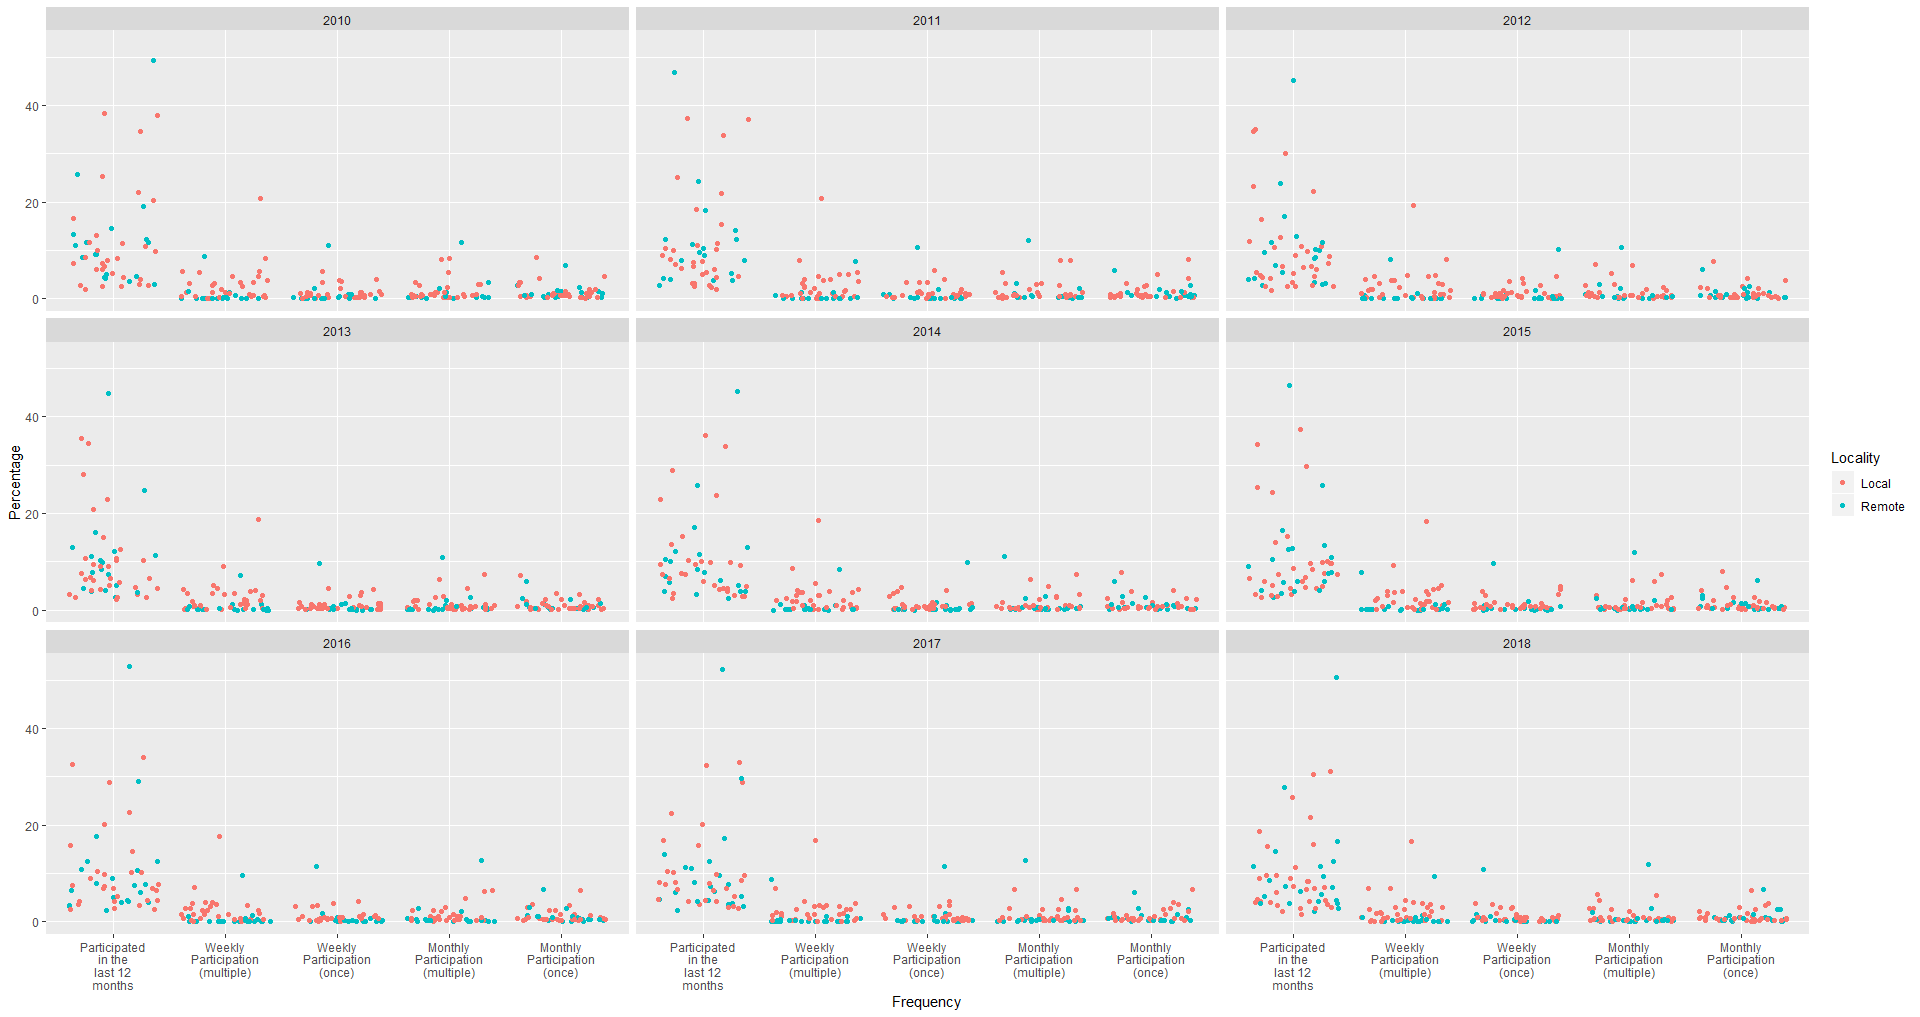 2010
2011
2012
40
20
0
2013
2014
2015
40
20
0
2016
2017
2018
40
20
0
Percentage
Participated
in the
last 12
months
Weekly
Participation
(multiple)
Weekly
Participation
(once)
Monthly
Participation
(multiple)
Monthly
Participation
(once)
Participated
in the
last 12
months
Weekly
Participation
(multiple)
Weekly
Participation
(once)
Monthly
Participation
(multiple)
Monthly
Participation
(once)
Participated
in the
last 12
months
Weekly
Participation
(multiple)
Weekly
Participation
(once)
Monthly
Participation
(multiple)
Monthly
Participation
(once)
Frequency
Locality
Local
Remote